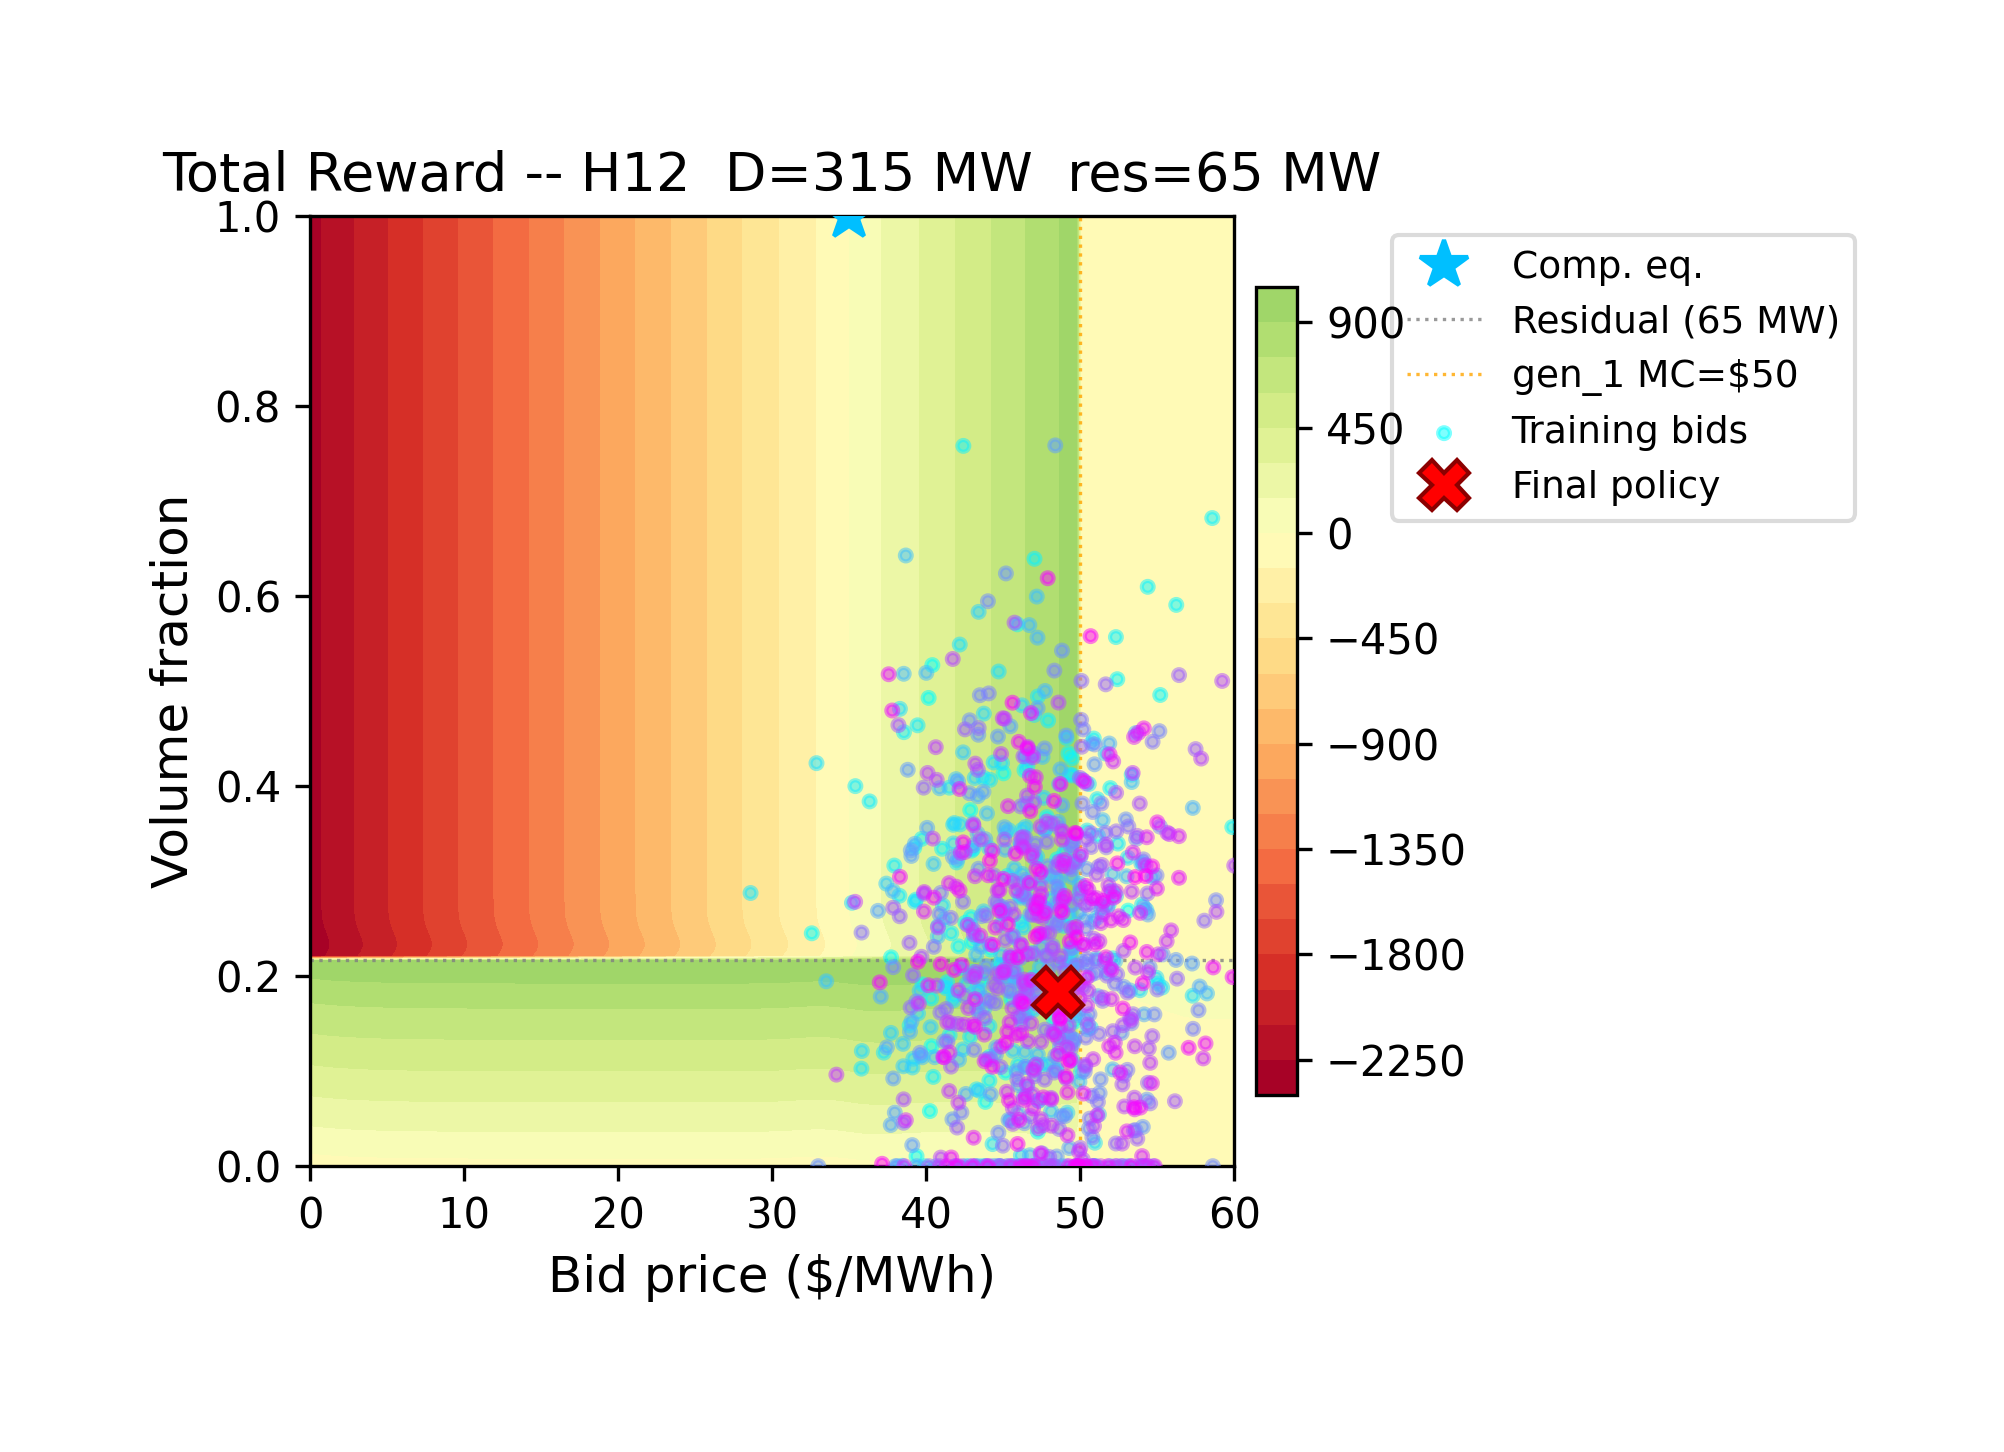 Total Reward -- H12  D=315 MW  res=65 MW
1.0
0.8
0.6
0.4
0.2
0.0
Volume fraction
0
10
20
30
40
50
60
Bid price ($/MWh)
900
450
0
−450
−900
−1350
−1800
−2250
Comp. eq.
Residual (65 MW)
gen_1 MC=$50
Training bids
Final policy